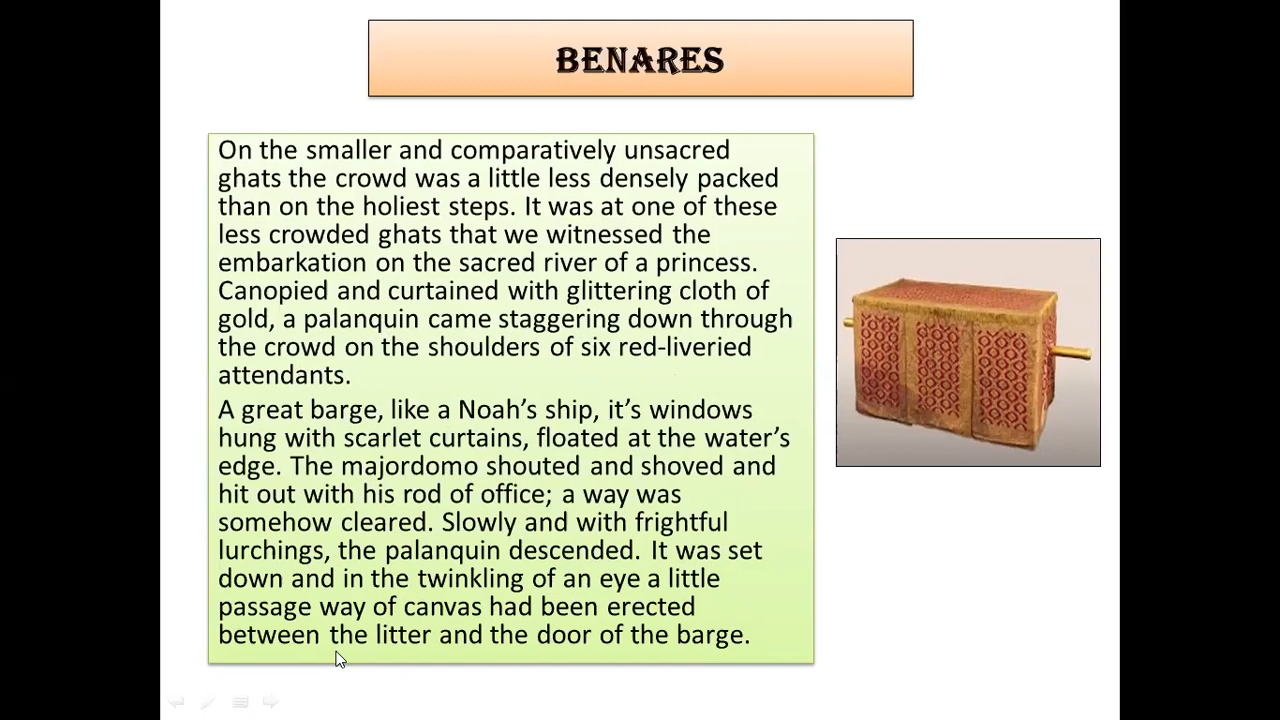 BENARES
On the smaller and comparatively unsacred
ghats the crowd was a little less densely packed
than on the holiest steps. It was at one of these
less crowded ghats that we witnessed the
embarkation on the sacred river of a princess.
Canopied and curtained with glittering cloth of
gold, a palanquin came staggering down through
the crowd on the shoulders of six red-liveried
attendants.
A great barge, like a Noah’s ship, it’s windows
hung with scarlet curtains, floated at the water’s
edge. The majordomo shouted and shoved and
hit out with his rod of office; a way was
somehow cleared. Slowly and with frightful
lurchings, the palanquin descended. It was set
down and in the twinkling of an eye a little
passage way of canvas had been erected
between the litter and the door of the barge.